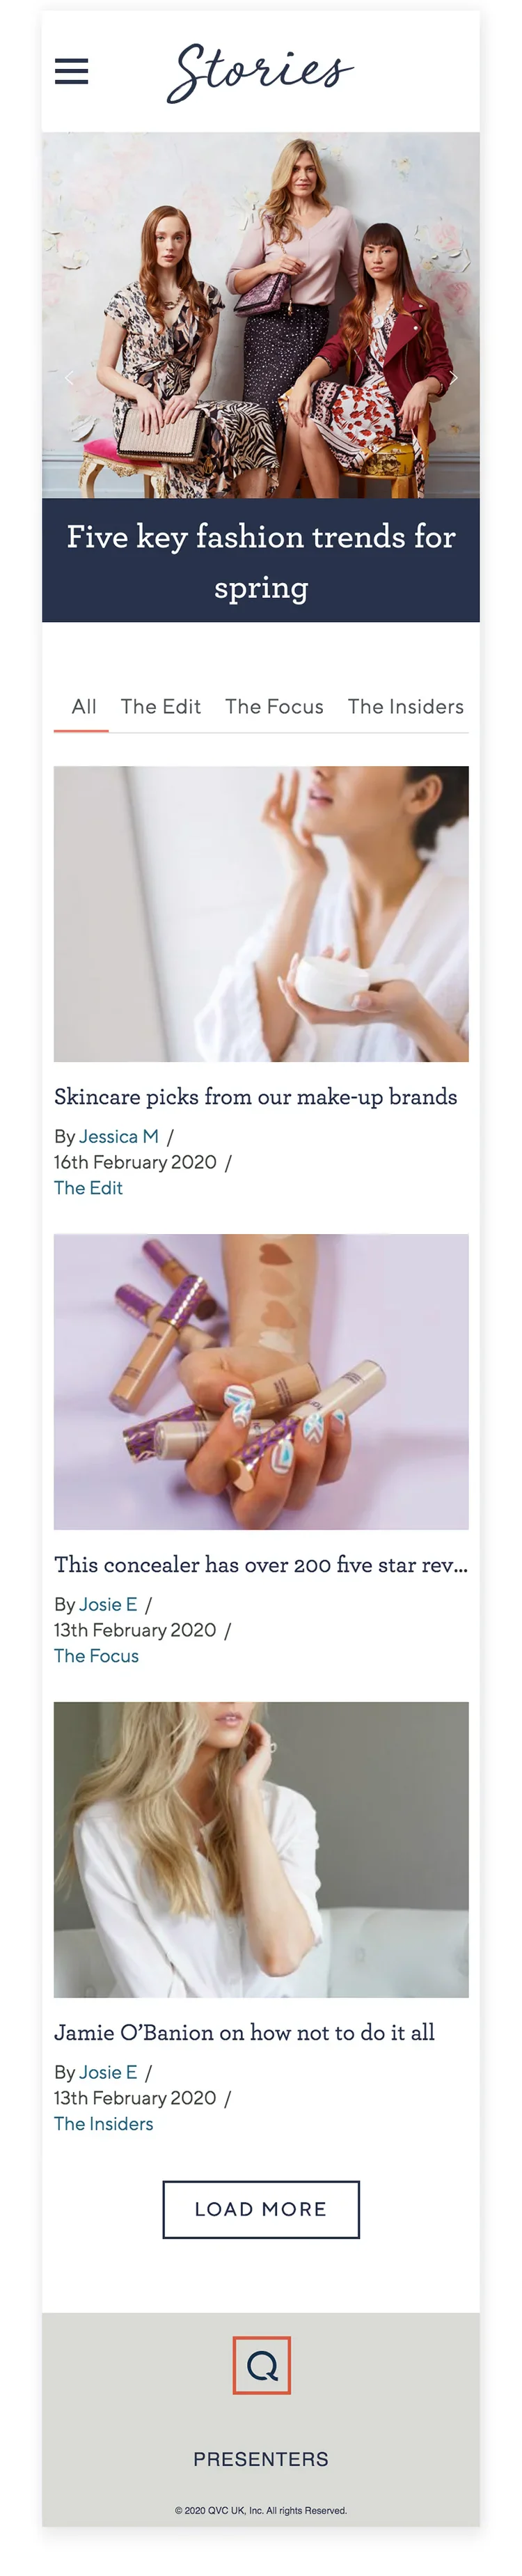 Stories
Five key fashion trends for
spring
All The Edit The Focus The Insiders
Skincare picks from our make-up brands
By Jessica M /
16th February 2020 /
The Edit
This concealer has over 200 five star rev...
By Josie E /
13th February 2020 /
The Focus
Jamie O’Banion on how not to do it all
By Josie E /
13th February 2020 /
The Insiders
LOAD MORE
Q
PRESENTERS
© 2020 QVC UK, Inc. All rights Reserved.